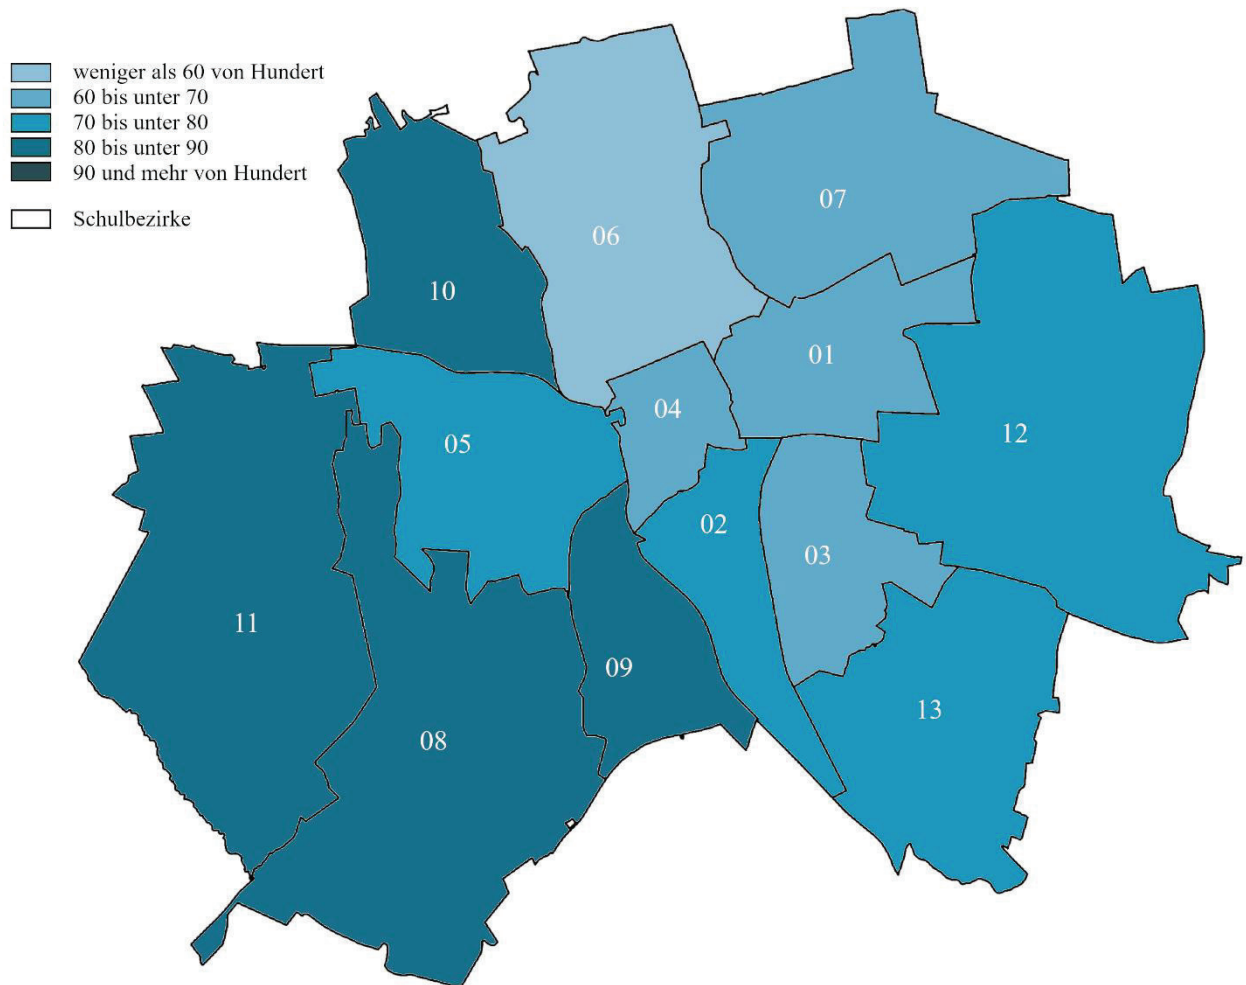 weniger als 60 von Hundert
60 bis unter 70
70 bis unter 80
80 bis unter 90
90 und mehr von Hundert
Schulbezirke
07
06
10
01
04
12
05
02
03
11
09
13
08